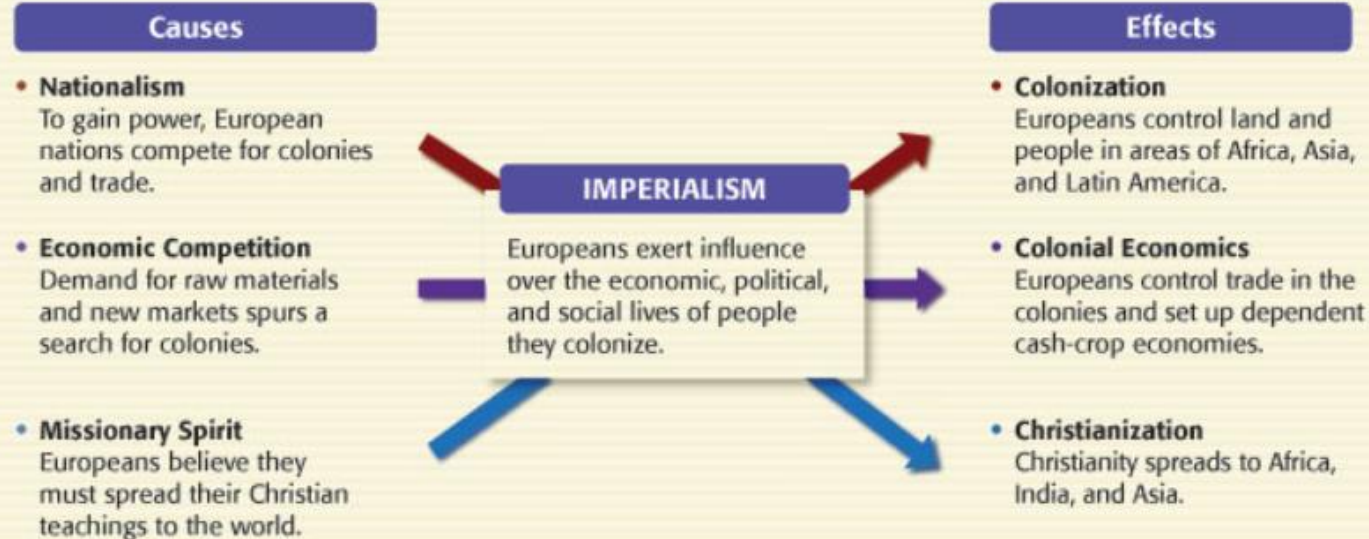 Causes
• Nationalism
To gain power, European
nations compete for colonies
and trade.
• Economic Competition
Demand for raw materials
and new markets spurs a
search for colonies.
• Missionary Spirit
Europeans believe they
must spread their Christian
teachings to the world.
IMPERIALISM
Europeans exert influence
over the economic, political,
and social lives of people
they colonize.
Effects
• Colonization
Europeans control land and
people in areas of Africa, Asia,
and Latin America.
• Colonial Economics
Europeans control trade in the
colonies and set up dependent
cash-crop economies.
• Christianization
Christianity spreads to Africa,
India, and Asia.